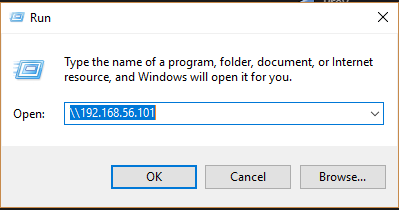 Run
Type the name of a program, folder, document, or Internet
resource, and Windows will open it for you.
Open: \\192.168.56.101
OK Cancel Browse...